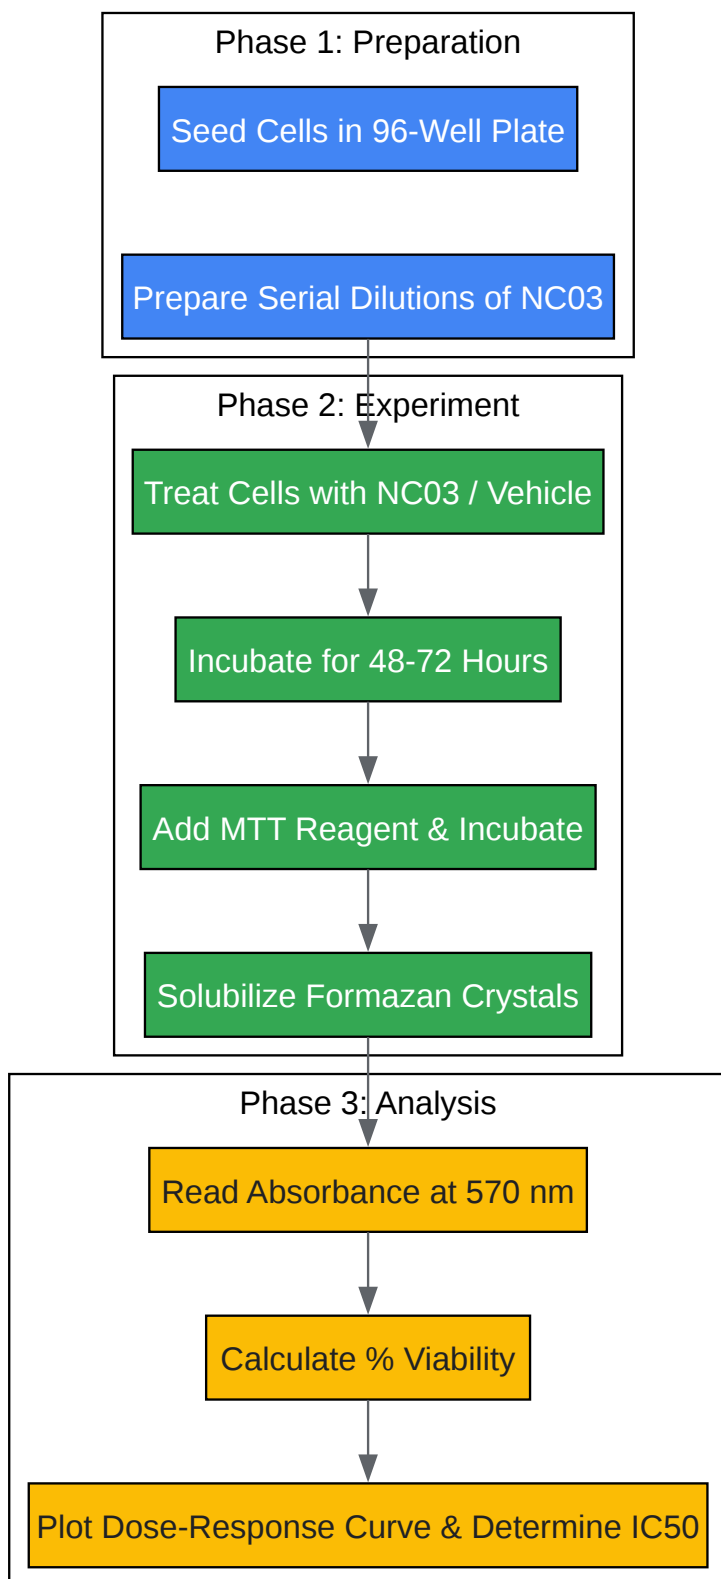 Phase 1: Preparation
Seed Cells in 96-Well Plate
Prepare Serial Dilutions of NC03
Phase 2: Experiment
Treat Cells with NC03 / Vehicle
Incubate for 48-72 Hours
Add MTT Reagent & Incubate
Solubilize Formazan Crystals
Phase 3: Analysis
Read Absorbance at 570 nm
Calculate % Viability
Plot Dose-Response Curve & Determine IC50